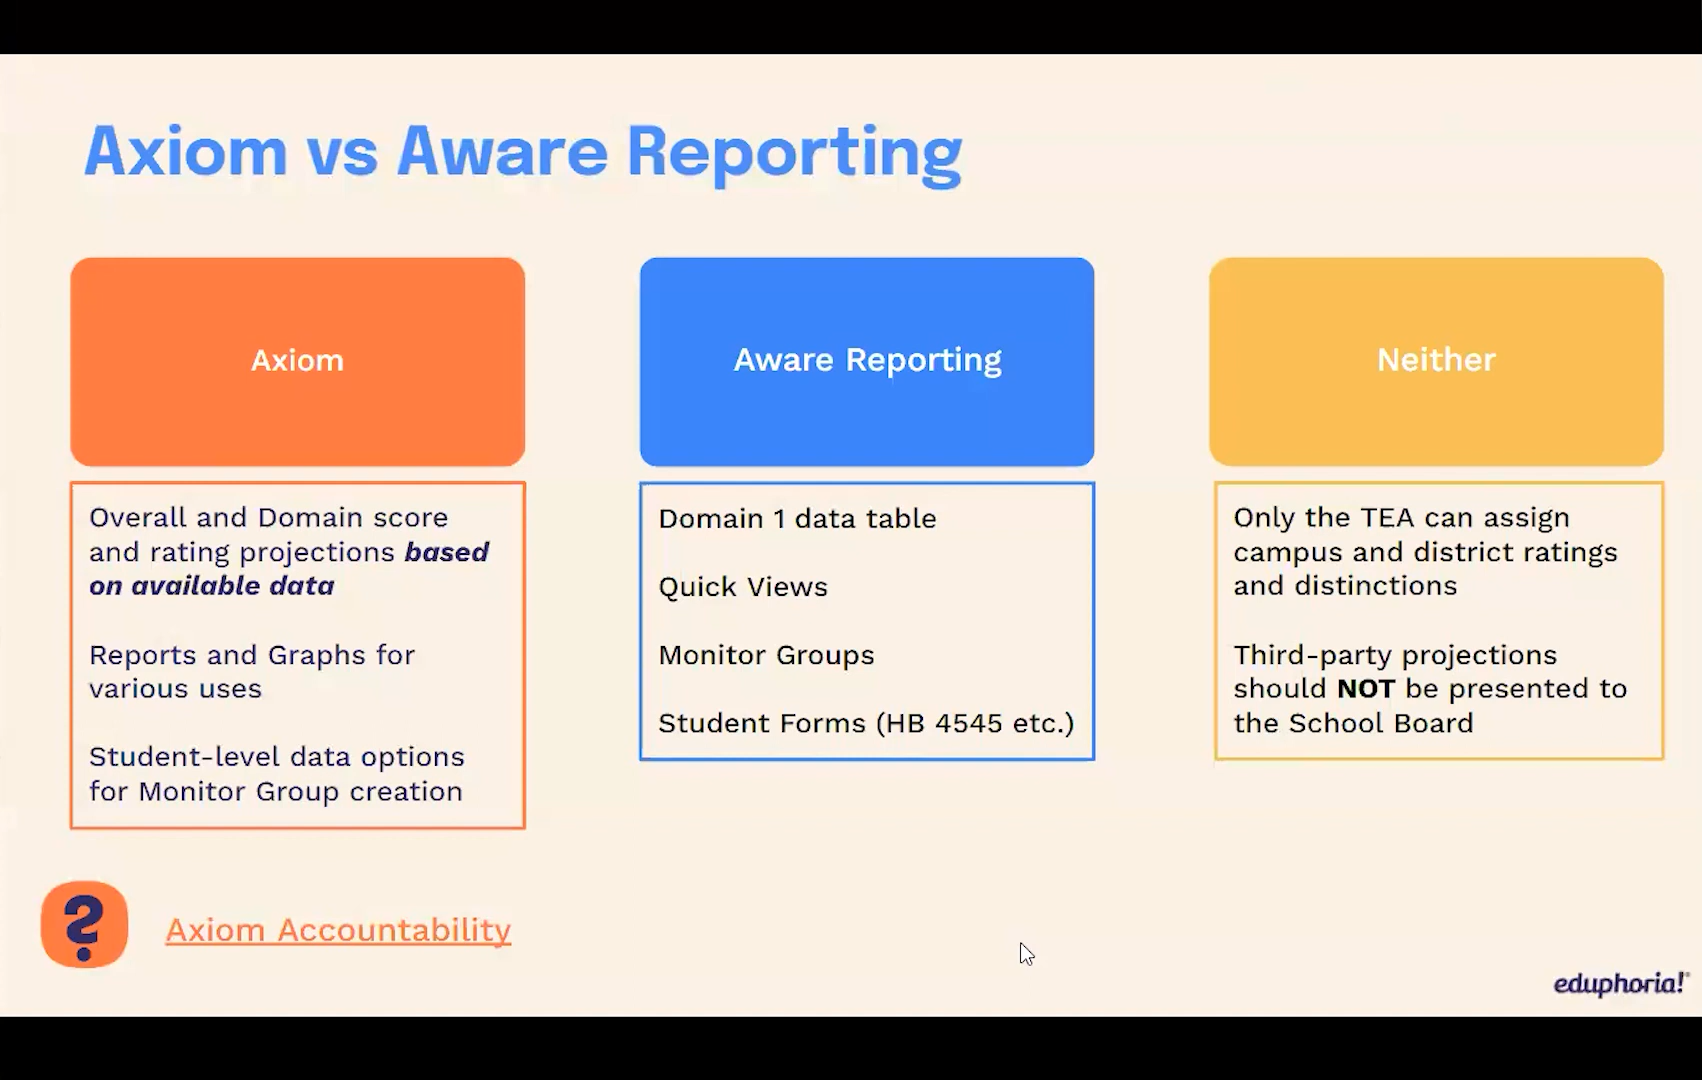 Axiom vs Aware Reporting
Axiom
Overall and Domain score
and rating projections based
on available data
Reports and Graphs for
various uses
Student-level data options
for Monitor Group creation
Aware Reporting
Domain 1 data table
Quick Views
Monitor Groups
Student Forms (HB 4545 etc.)
Neither
Only the TEA can assign
campus and district ratings
and distinctions
Third-party projections
should NOT be presented to
the School Board
?
Axiom Accountability
eduphoria!